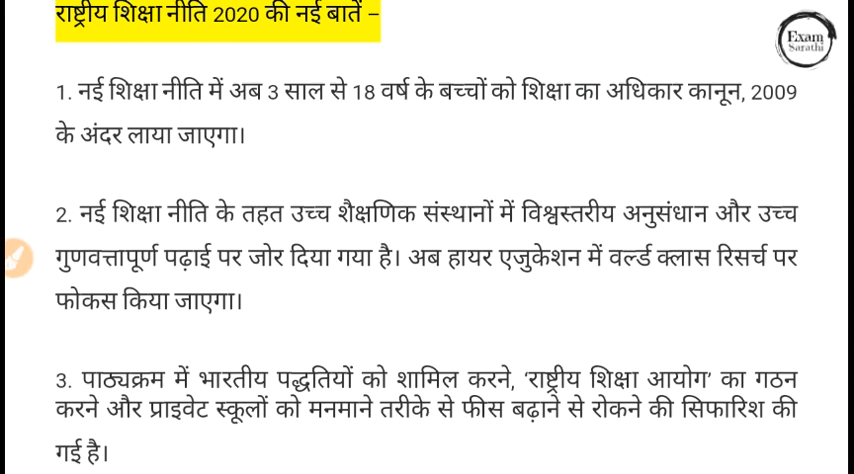 राष्ट्रीय शिक्षा नीति 2020 की नई बातें –
Exam
Sarathi
1. नई शिक्षा नीति में अब 3 साल से 18 वर्ष के बच्चों को शिक्षा का अधिकार कानून, 2009
के अंदर लाया जाएगा।
2. नई शिक्षा नीति के तहत उच्च शैक्षणिक संस्थानों में विश्वस्तरीय अनुसंधान और उच्च
गुणवत्तापूर्ण पढ़ाई पर जोर दिया गया है। अब हायर एजुकेशन में वर्ल्ड क्लास रिसर्च पर
फोकस किया जाएगा।
3. पाठ्यक्रम में भारतीय पद्धतियों को शामिल करने, ‘राष्ट्रीय शिक्षा आयोग’ का गठन
करने और प्राइवेट स्कूलों को मनमाने तरीके से फीस बढ़ाने से रोकने की सिफारिश की
गई है।